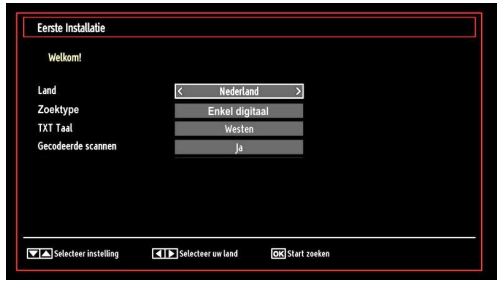 Eerste Installatie
Welkom!
Land < Nederland >
Zoektype Enkel digitaal
TXT Taal Westen
Gecodeerde scannen Ja
Selecteer instelling Selecteer uw land OK Start zoeken